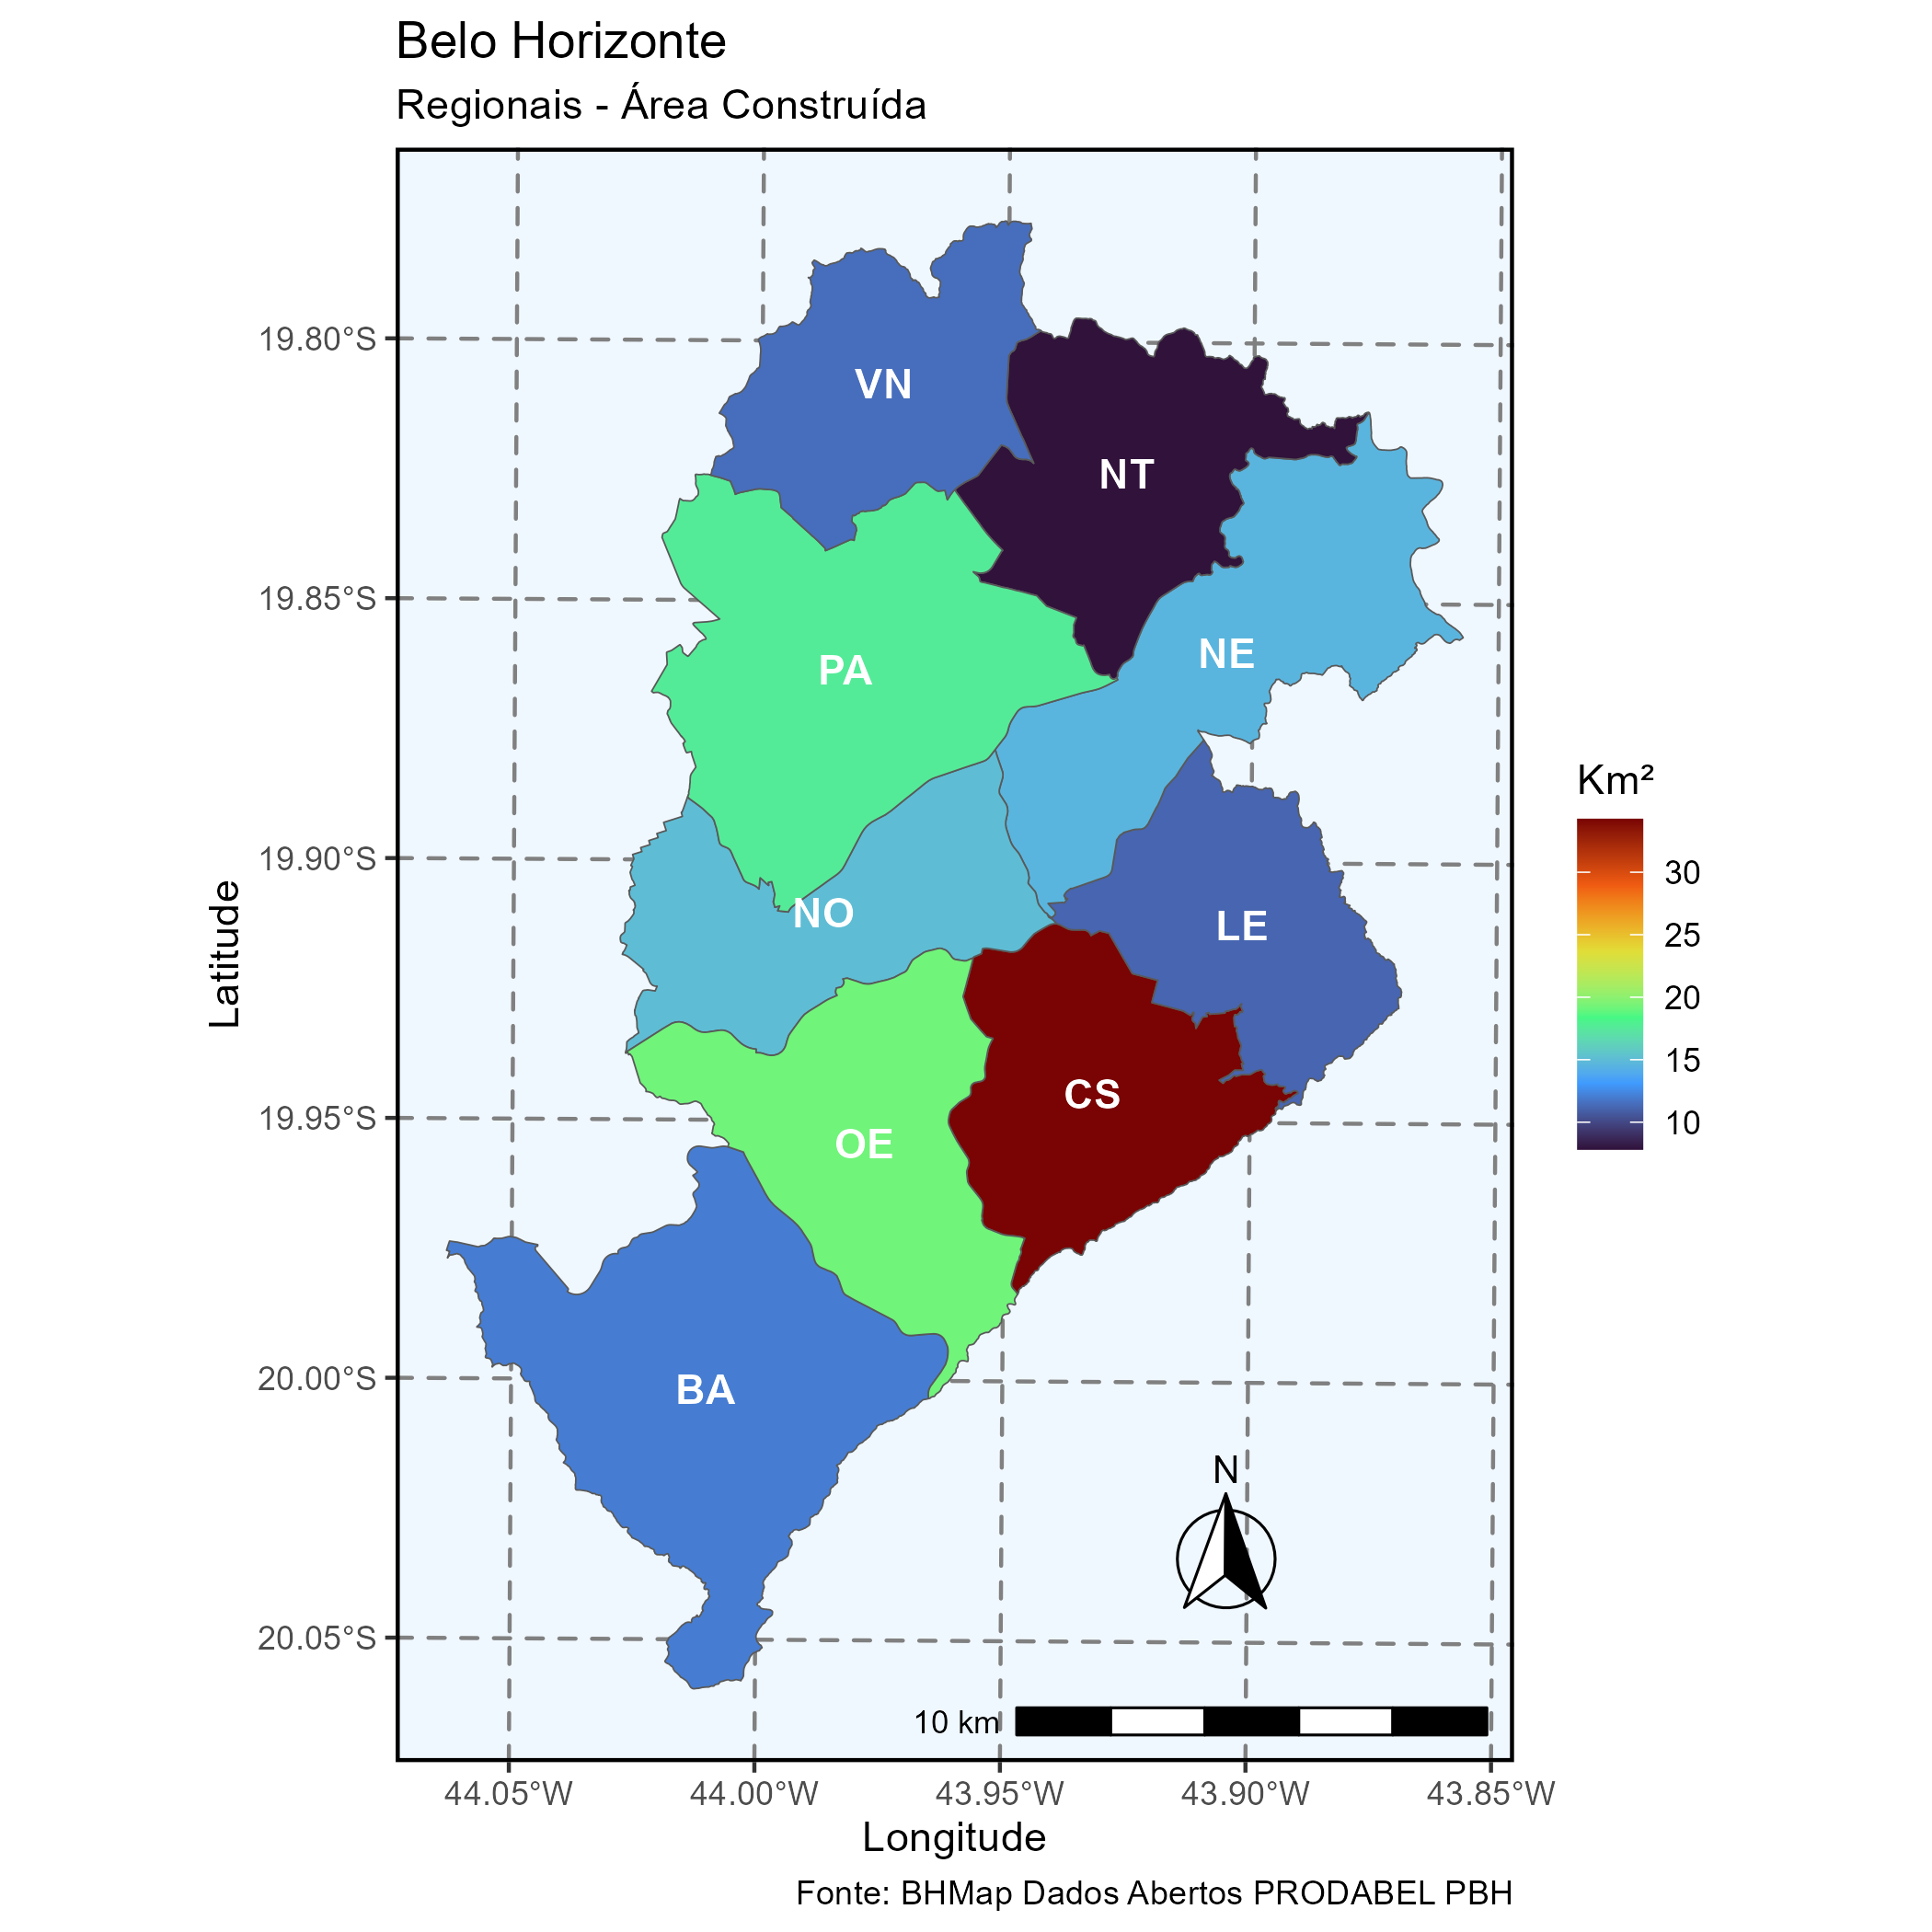 Belo Horizonte
Regionais - Área Construída
19.80°S
19.85°S
19.90°S
19.95°S
20.00°S
20.05°S
Latitude
VN
NT
NE
PA
NO
LE
CS
OE
BA
N
10 km
Km²
30
25
20
15
10
44.05°W 44.00°W 43.95°W 43.90°W 43.85°W
Longitude
Fonte: BHMap Dados Abertos PRODABEL PBH